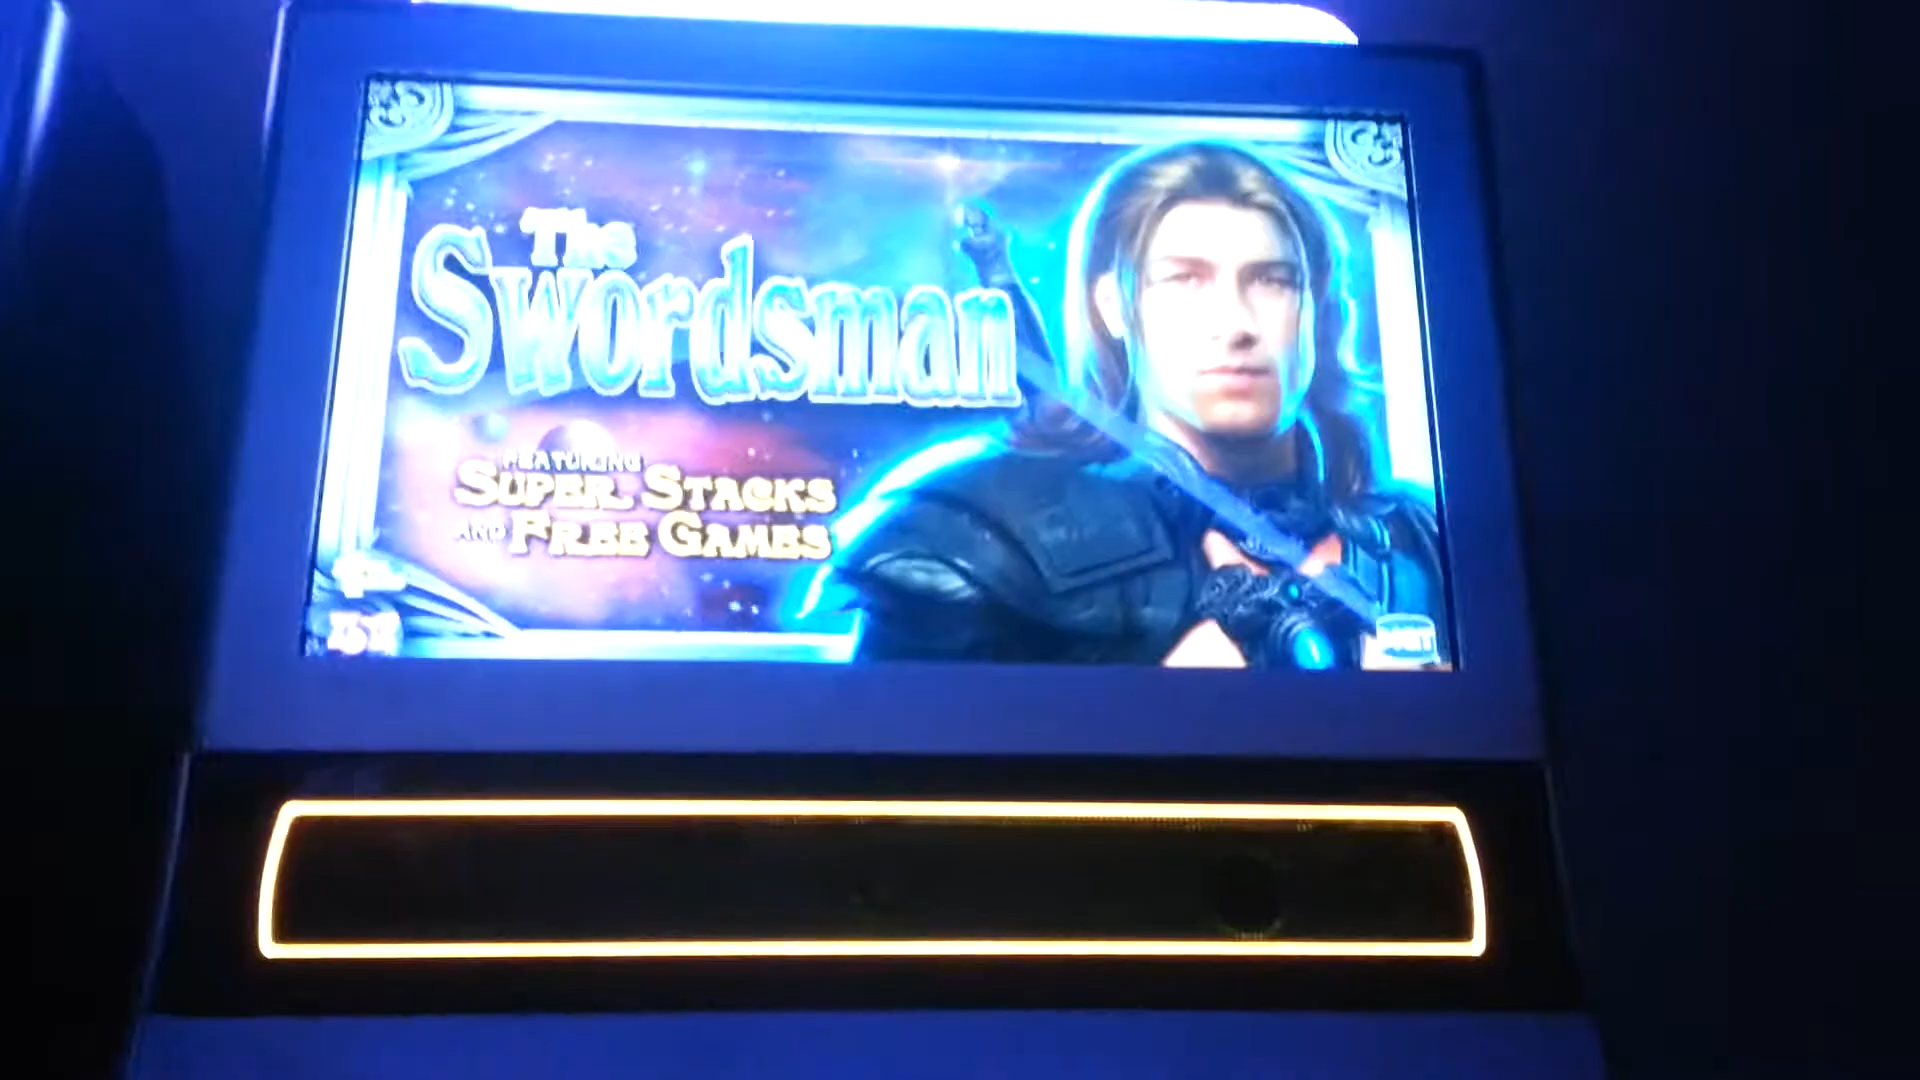 The
Swordsman
FEATURING
SUPER STACKS
AND FREE GAMES